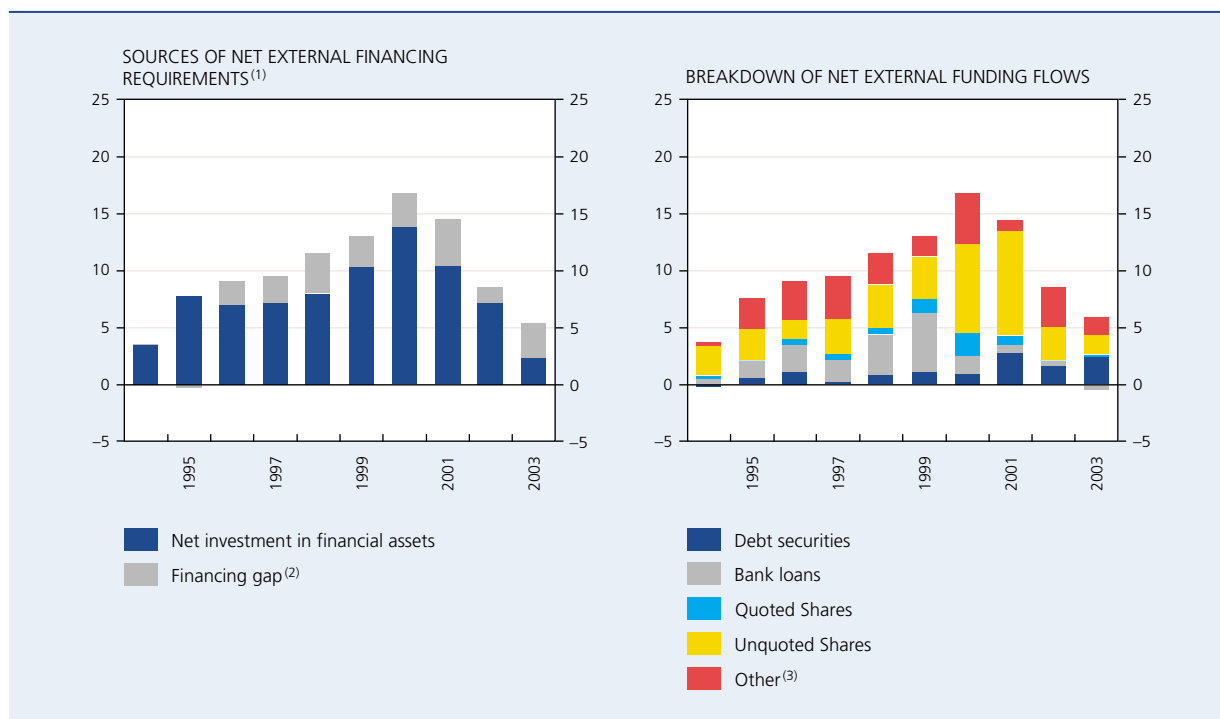 SOURCES OF NET EXTERNAL FINANCING
REQUIREMENTS(1)
25 25
20 20
15 15
10 10
5 5
0 0
–5 –5
1995 1997 1999 2001 2003
Net investment in financial assets
Financing gap(2)
BREAKDOWN OF NET EXTERNAL FUNDING FLOWS
25 25
20 20
15 15
10 10
5 5
0 0
–5 –5
1995 1997 1999 2001 2003
Debt securities
Bank loans
Quoted Shares
Unquoted Shares
Other(3)